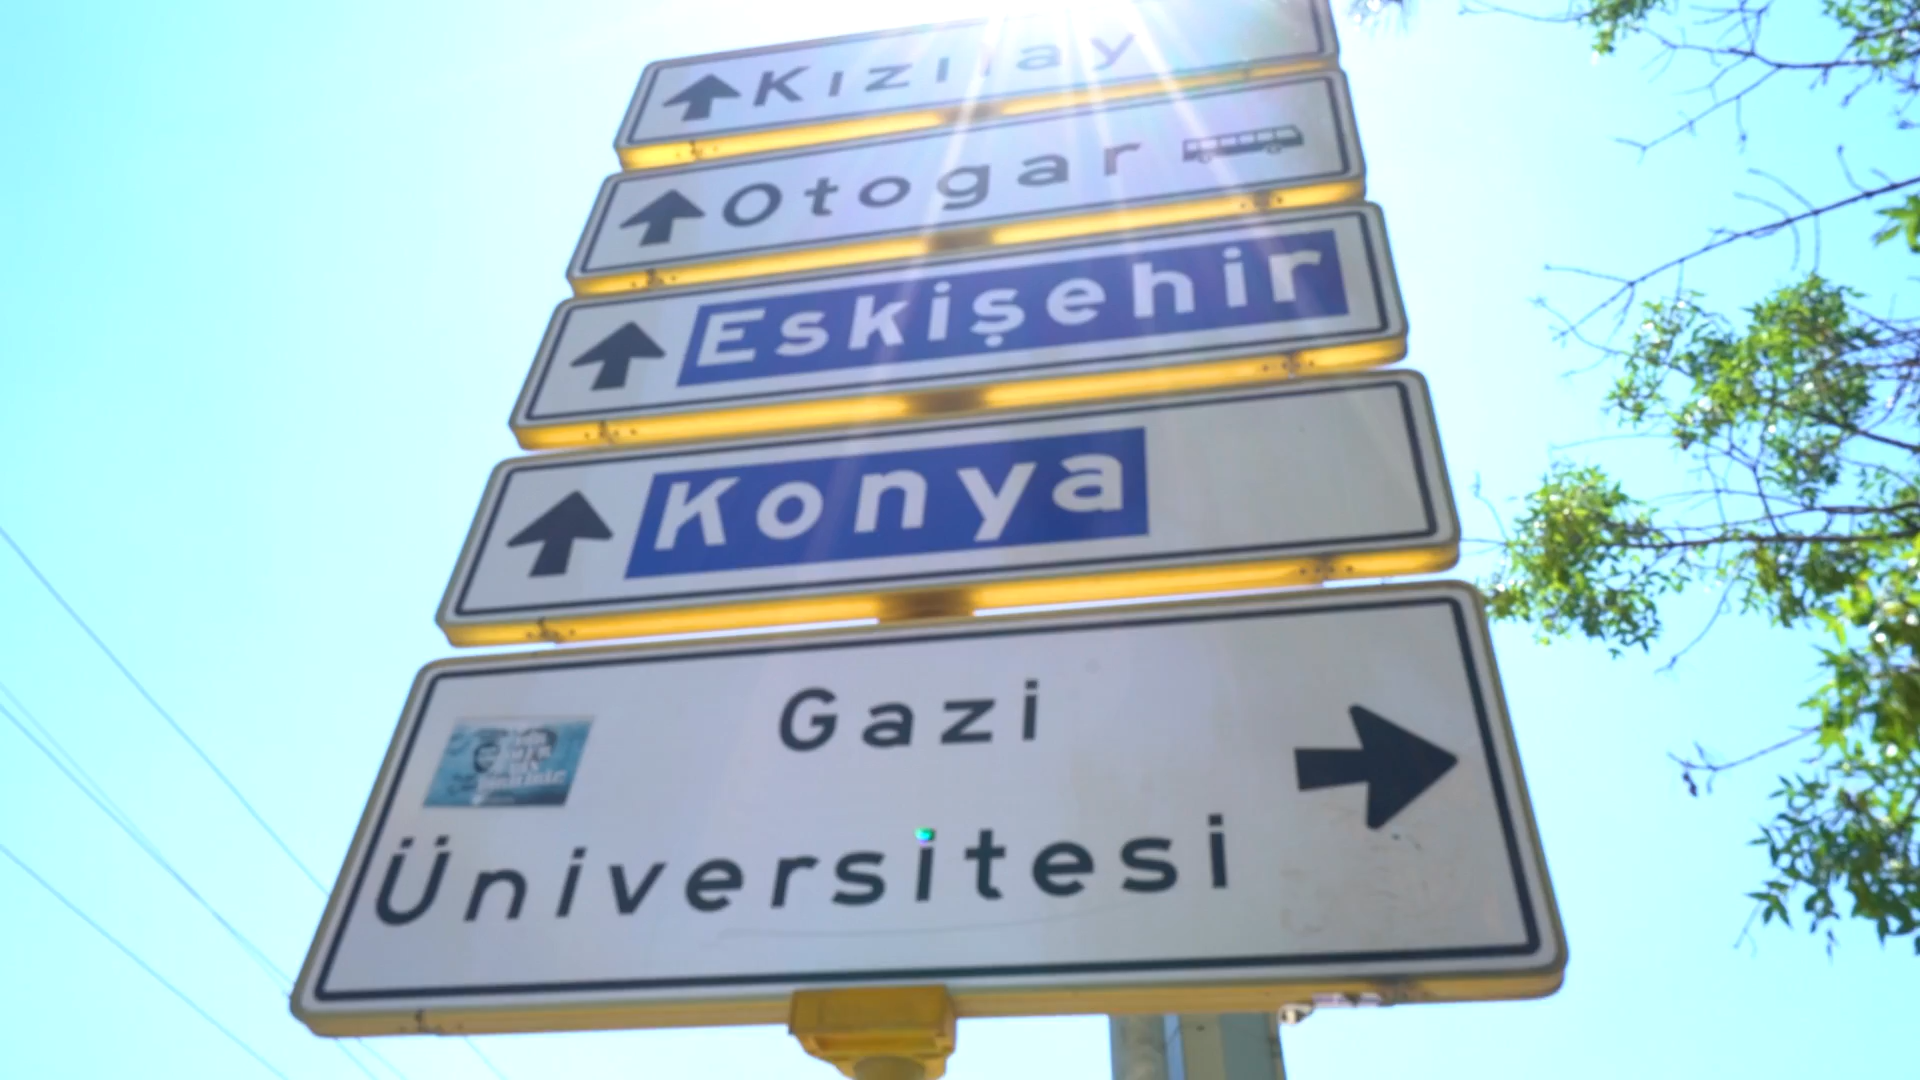 Kızılay
Otogar
Eskişehir
Konya
Gazi
Üniversitesi